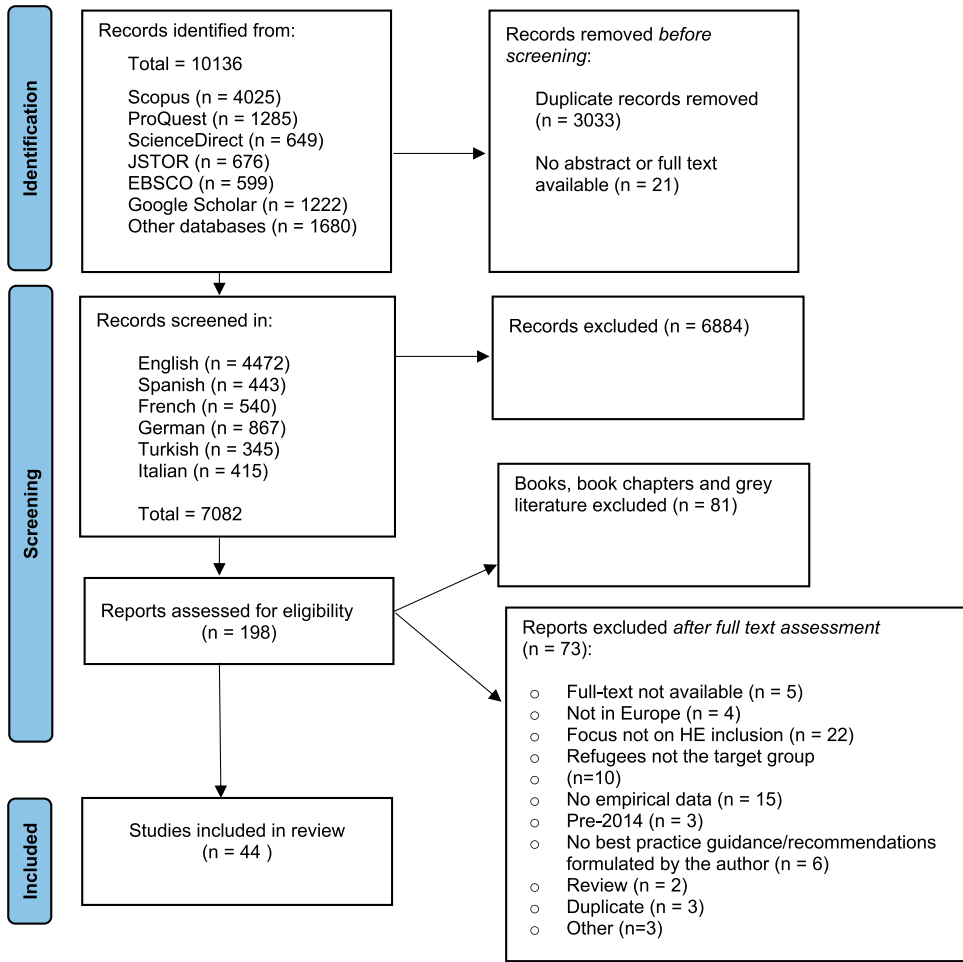 Identification
Records identified from:
Total = 10136
Scopus (n = 4025)
ProQuest (n = 1285)
ScienceDirect (n = 649)
JSTOR (n = 676)
EBSCO (n = 599)
Google Scholar (n = 1222)
Other databases (n = 1680)
Records removed before
screening:
Duplicate records removed
(n = 3033)
No abstract or full text
available (n = 21)
Screening
Records screened in:
English (n = 4472)
Spanish (n = 443)
French (n = 540)
German (n = 867)
Turkish (n = 345)
Italian (n = 415)
Total = 7082
Records excluded (n = 6884)
Books, book chapters and grey
literature excluded (n = 81)
Reports assessed for eligibility
(n = 198)
Reports excluded after full text assessment
(n = 73):
○ Full-text not available (n = 5)
○ Not in Europe (n = 4)
○ Focus not on HE inclusion (n = 22)
○ Refugees not the target group
○ (n=10)
○ No empirical data (n = 15)
○ Pre-2014 (n = 3)
○ No best practice guidance/recommendations
formulated by the author (n = 6)
○ Review (n = 2)
○ Duplicate (n = 3)
○ Other (n=3)
Included
Studies included in review
(n = 44 )